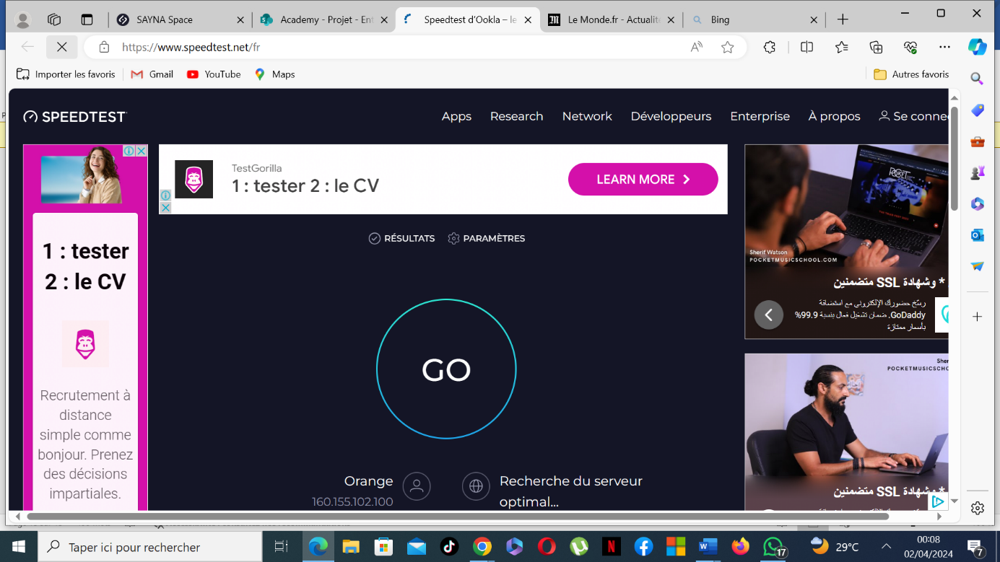 SAYNA Space
Academy - Projet - Ent
Speedtest d'Ookla – le
Le Monde.fr - Actualité
Bing
https://www.speedtest.net/fr
Importer les favoris
Gmail
YouTube
Maps
Autres favoris
SPEEDTEST
Apps
Research
Network
Développeurs
Enterprise
À propos
Se connec
TestGorilla
1 : tester 2 : le CV
LEARN MORE
RÉSULTATS
PARAMÈTRES
1 : tester
2 : le CV
Recrutement à
distance
simple comme
bonjour. Prenez
des décisions
impartiales.
GO
Orange
160.155.102.100
Recherche du serveur
optimal...
POCKET
Sherif Watson
POCKETMUSICSCHOOL.COM
* وشهادة SSL متضمنين
ربّح حضورك الإلكتروني مع استضافة
GoDaddy. ضمان تشغيل فعال بنسبة 99.9%
بأسعار ممتازة
Sher
POCKETMUSICSCHO
* وشهادة SSL متضمنين
Taper ici pour rechercher
17
29°C
00:08
02/04/2024
7